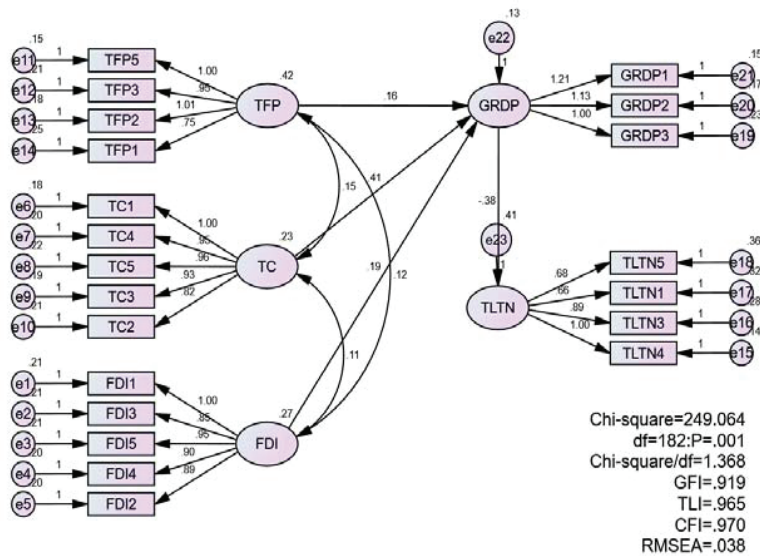 .15
e11
1
TFP5
1.00
.21
e12
1
TFP3
.95
.18
e13
1
TFP2
1.01
.25
e14
1
TFP1
.75
.42
TFP
.16
.13
e22
1
GRDP
1.21
GRDP1
1
.15
e21
1.13
GRDP2
1
.17
e20
1.00
GRDP3
1
.23
e19
.18
e6
1
TC1
1.00
.20
e7
1
TC4
.95
.22
e8
1
TC5
.96
.19
e9
1
TC3
.93
.21
e10
1
TC2
.82
.23
TC
.15
.41
.19
.12
.11
-.38
.41
e23
1
TLTN
.68
TLTN5
1
.36
e18
.66
TLTN1
1
e17
.89
TLTN3
1
.28
e16
1.00
TLTN4
1
.14
e15
.21
e1
1
FDI1
1.00
.21
e2
1
FDI3
.85
.21
e3
1
FDI5
.95
.20
e4
1
FDI4
.90
.20
e5
1
FDI2
.89
.27
FDI
Chi-square=249.064
df=182:P=.001
Chi-square/df=1.368
GFI=.919
TLI=.965
CFI=.970
RMSEA=.038